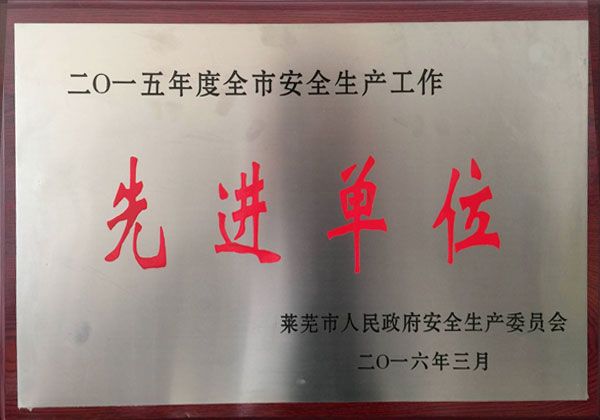 二〇一五年度全市安全生产工作
先进单位
莱芜市人民政府安全生产委员会
二〇一六年三月